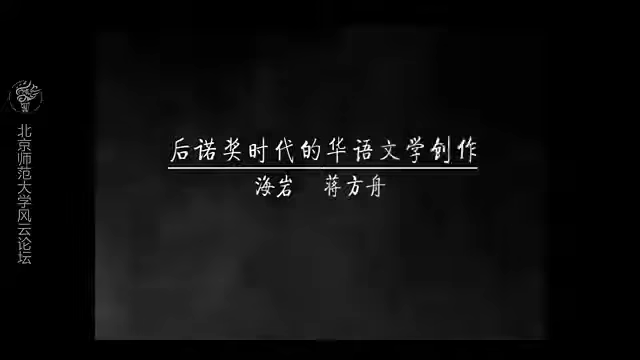 后诺奖时代的华语文学创作
海岩 蒋方舟
北京师范大学风云论坛